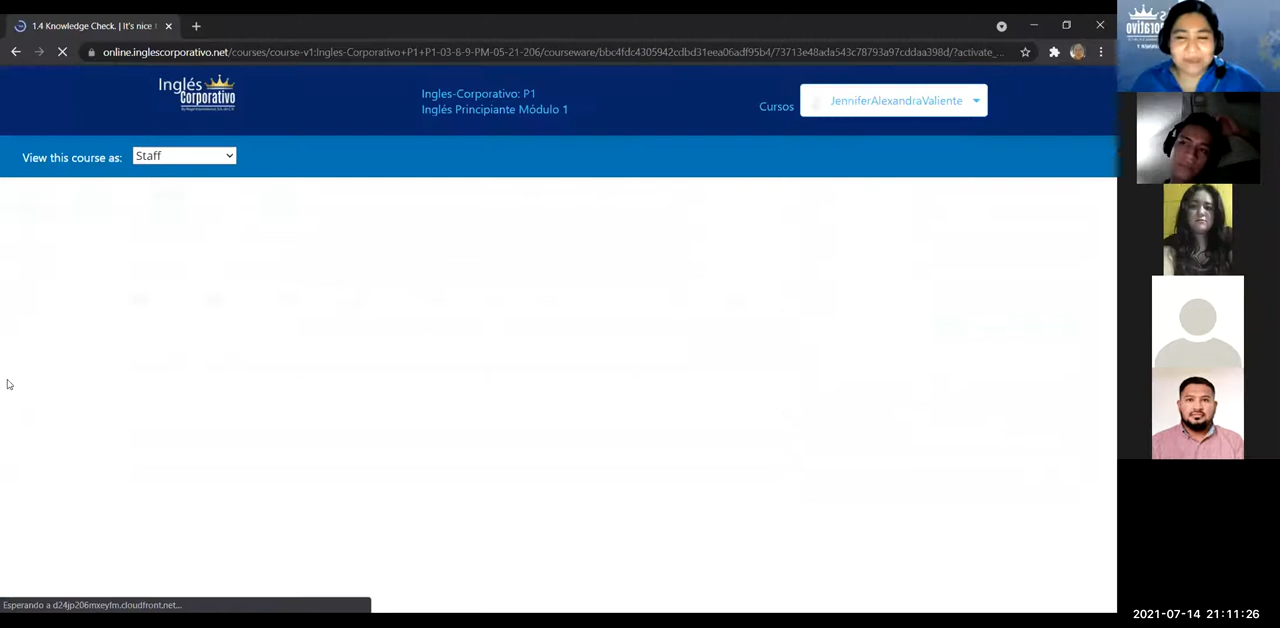 1.4 Knowledge Check. | It's nice t
online.inglescorporativo.net/courses/course-v1:Ingles-Corporativo+P1+P1-03-8-9-PM-05-21-206/courseware/bbc4fdc4305942cdbd31eea06adf95b4/73713e48ada543c78793a97cddaa398d/?activate_...
Inglés
Corporativo
Ingles-Corporativo: P1
Inglés Principiante Módulo 1
Cursos
JenniferAlexandraValiente
View this course as:
Staff
Esperando a d24jp206mxeyfm.cloudfront.net...
2021-07-14 21:11:26